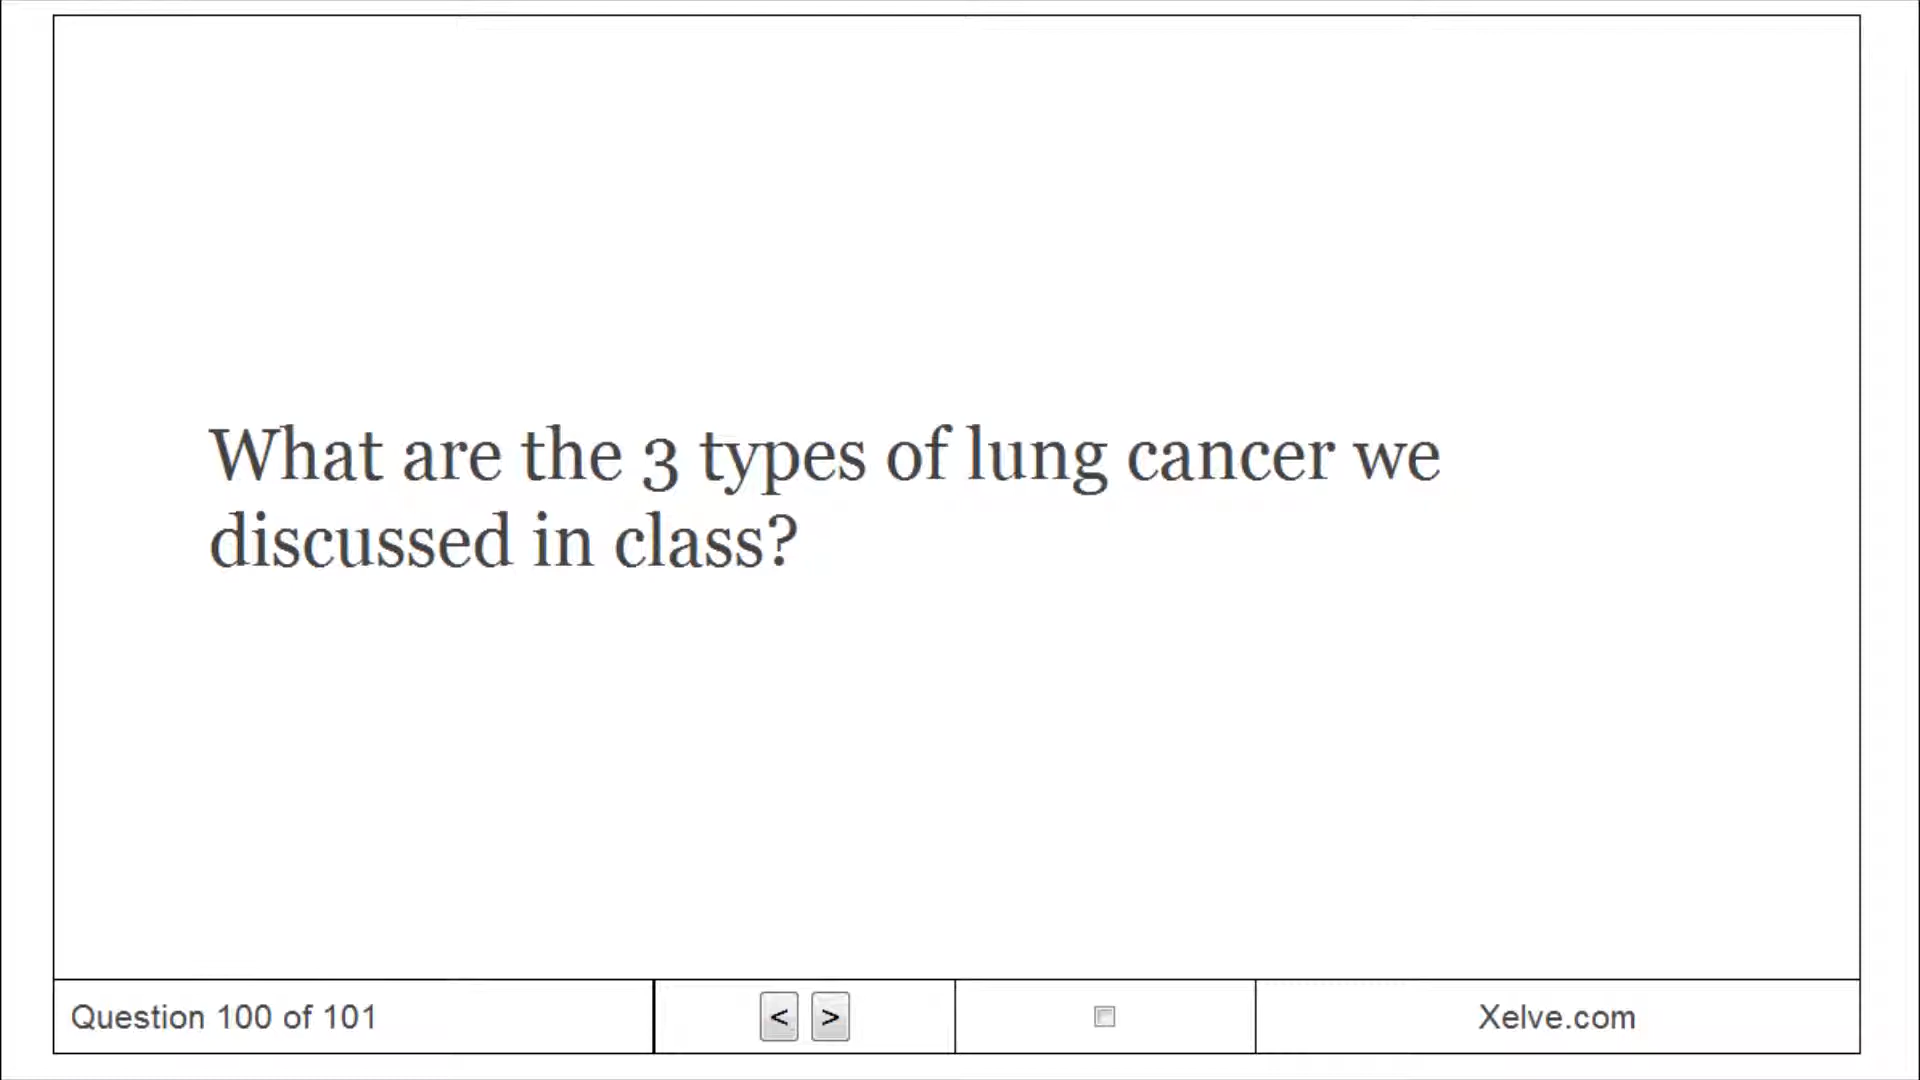 What are the 3 types of lung cancer we
discussed in class?
Question 100 of 101
<
>
Xelve.com